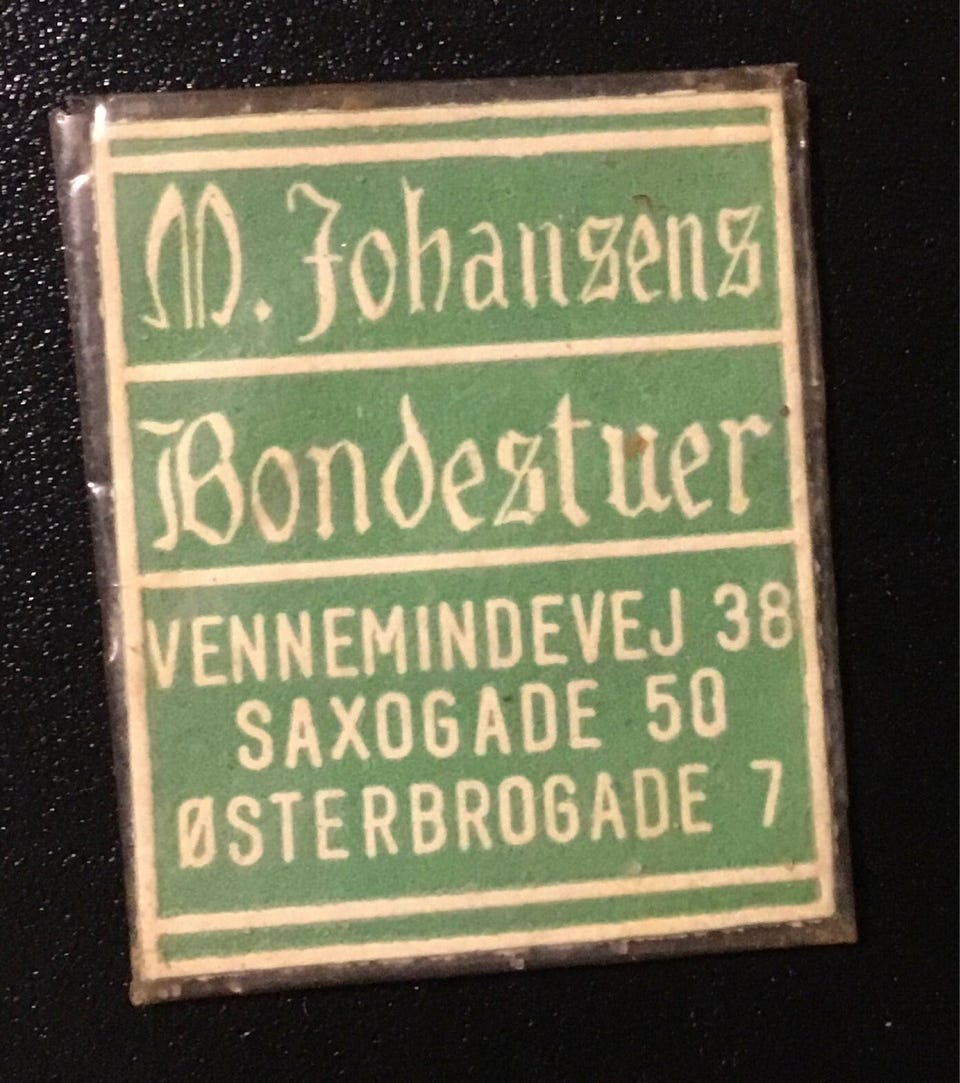 M. Johansens
Bondestuer
VENNEMINDEVEJ 38
SAXOGADE 50
ØSTERBROGADE 7